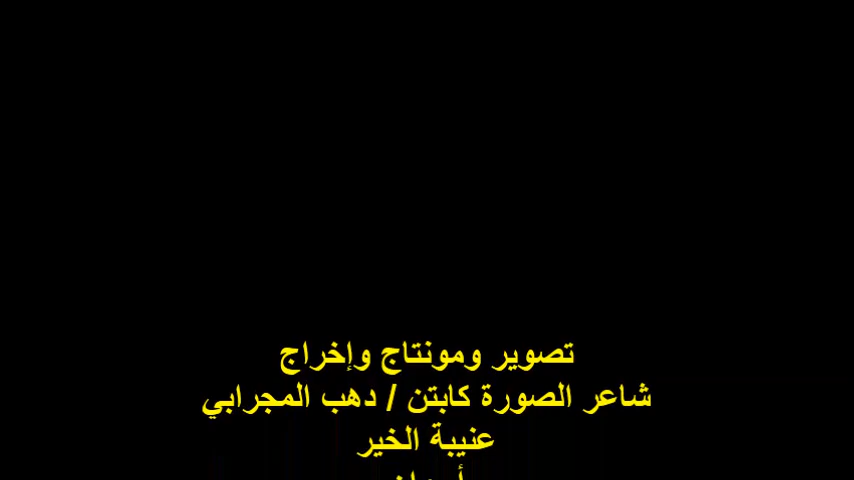 تصوير ومونتاج وإخراج
شاعر الصورة كابتن / دهب المجرابي
عنيبة الخير